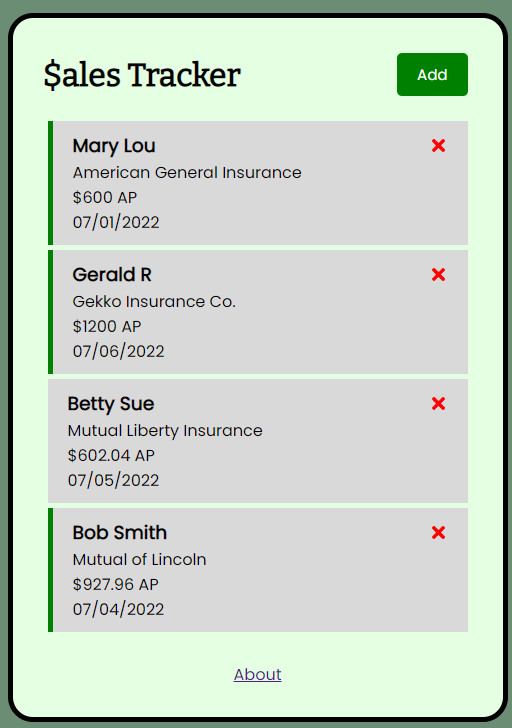 $ales Tracker
Add
Mary Lou
American General Insurance
$600 AP
07/01/2022
Gerald R
Gekko Insurance Co.
$1200 AP
07/06/2022
Betty Sue
Mutual Liberty Insurance
$602.04 AP
07/05/2022
Bob Smith
Mutual of Lincoln
$927.96 AP
07/04/2022
About